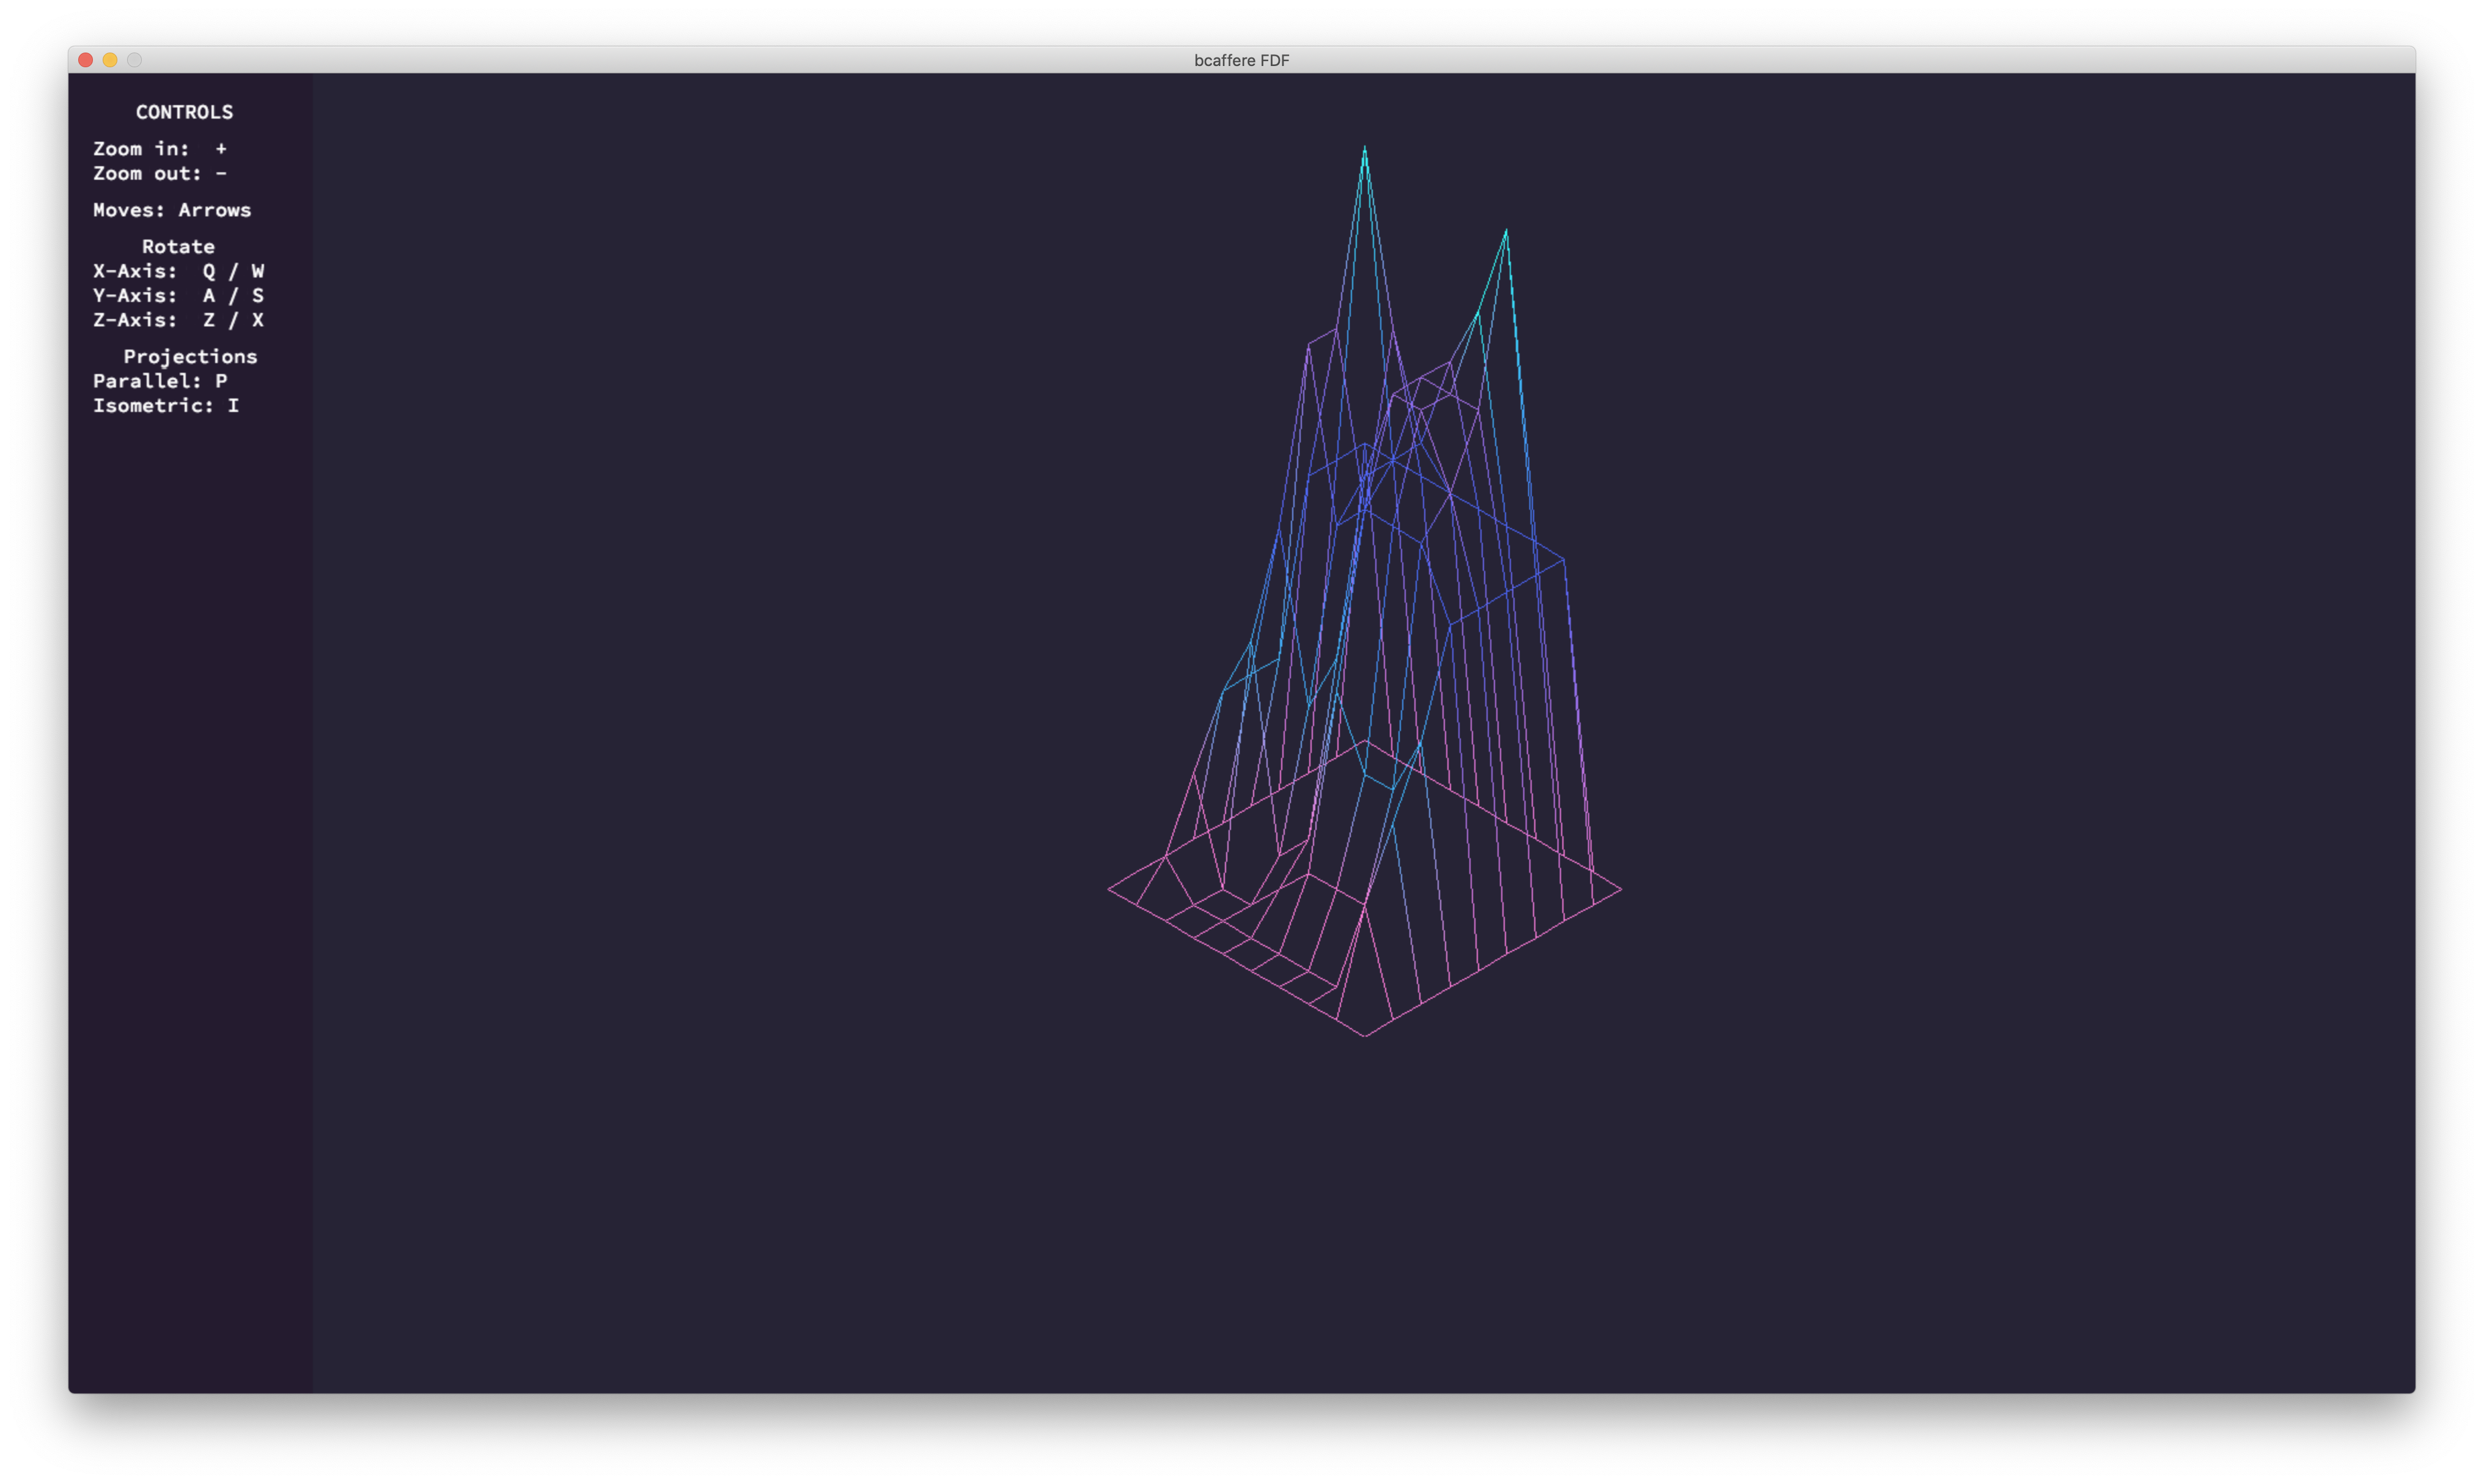 bcaffere FDF
CONTROLS
Zoom in:  +
Zoom out: -
Moves: Arrows
Rotate
X-Axis:  Q / W
Y-Axis:  A / S
Z-Axis:  Z / X
Projections
Parallel: P
Isometric: I